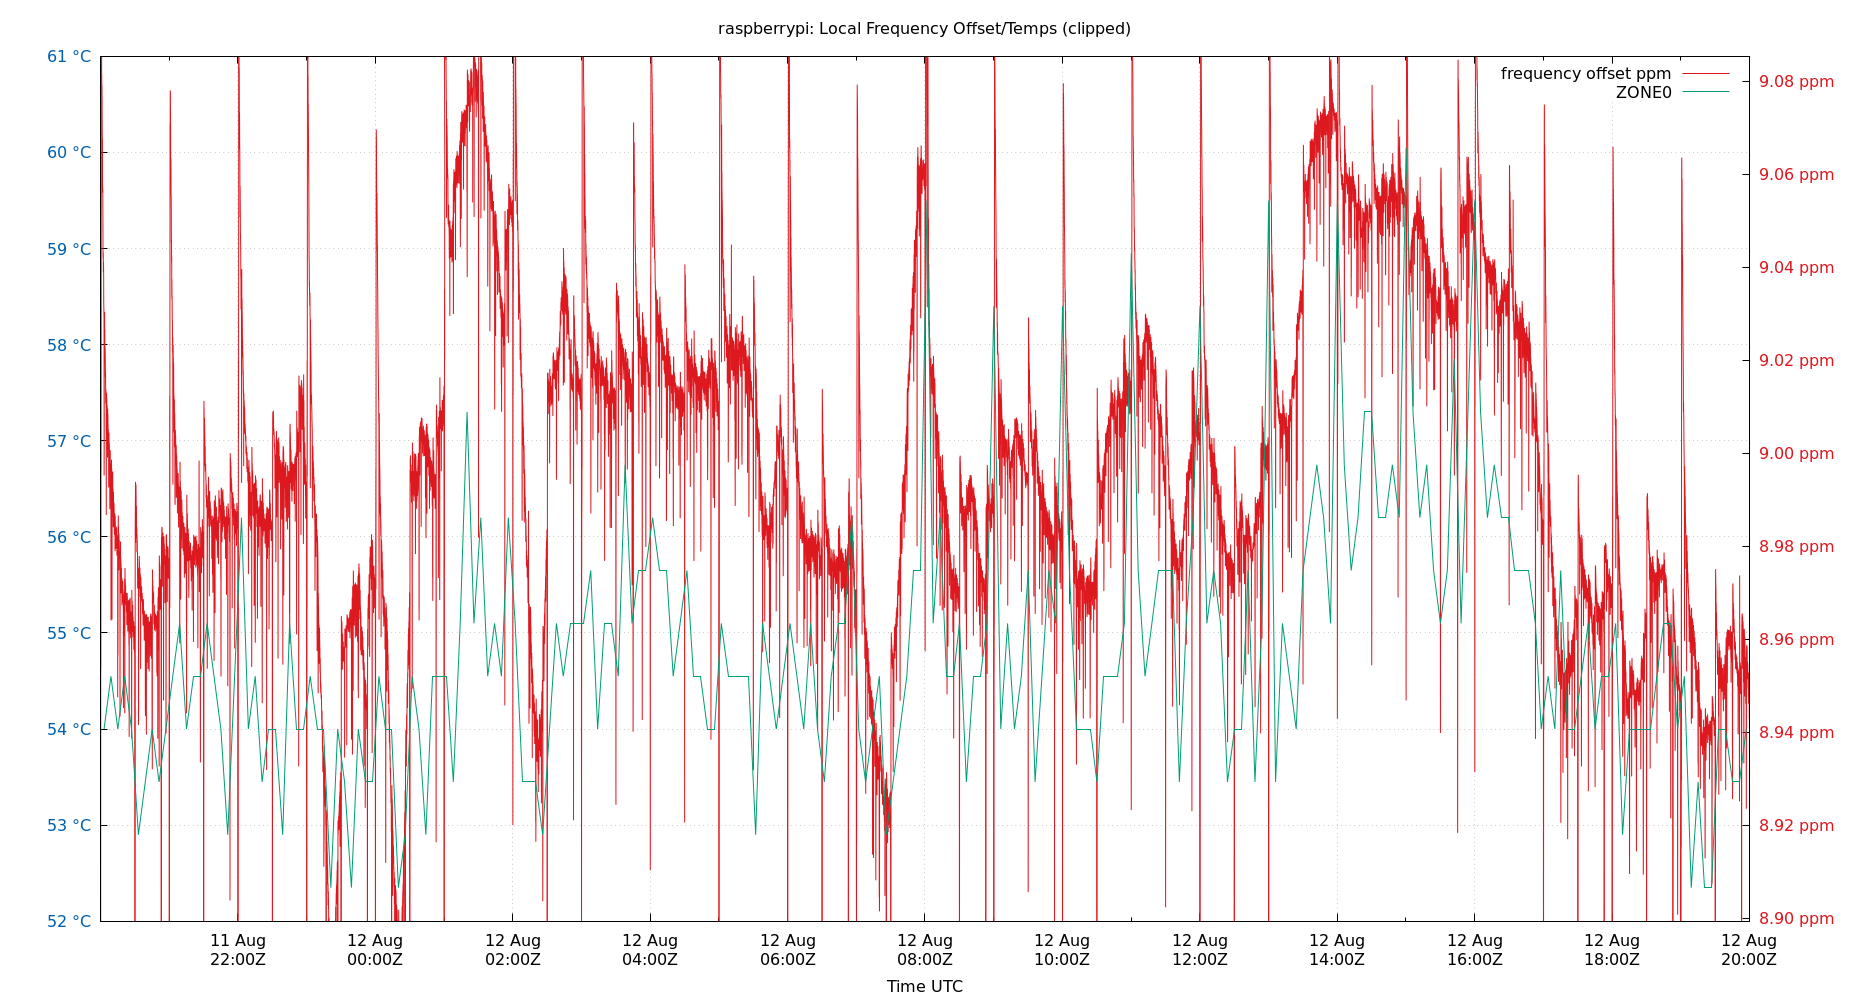 raspberrypi: Local Frequency Offset/Temps (clipped)
frequency offset ppm
ZONE0
61 °C
60 °C
59 °C
58 °C
57 °C
56 °C
55 °C
54 °C
53 °C
52 °C
9.08 ppm
9.06 ppm
9.04 ppm
9.02 ppm
9.00 ppm
8.98 ppm
8.96 ppm
8.94 ppm
8.92 ppm
8.90 ppm
11 Aug
22:00Z
12 Aug
00:00Z
12 Aug
02:00Z
12 Aug
04:00Z
12 Aug
06:00Z
12 Aug
08:00Z
12 Aug
10:00Z
12 Aug
12:00Z
12 Aug
14:00Z
12 Aug
16:00Z
12 Aug
18:00Z
12 Aug
20:00Z
Time UTC